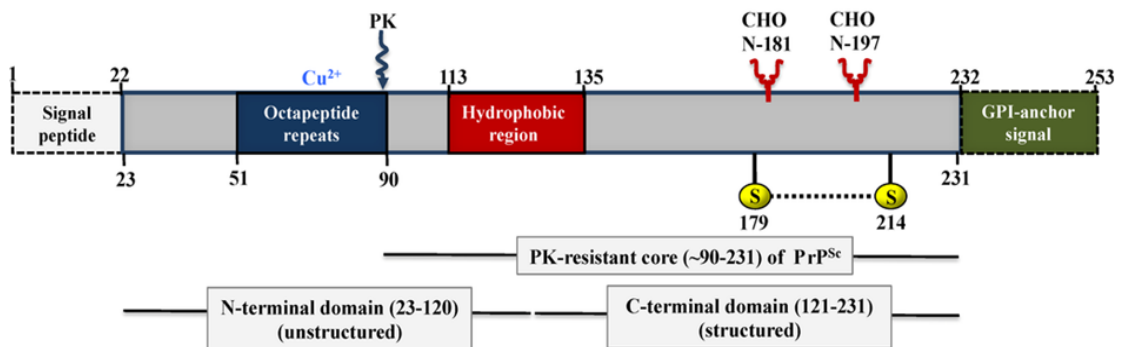 PK
CHO
N-181
CHO
N-197
1
22
Cu²⁺
113
135
232
253
Signal
peptide
Octapeptide
repeats
Hydrophobic
region
GPI-anchor
signal
23
51
90
231
S
S
179
214
PK-resistant core (~90-231) of PrPˢᶜ
N-terminal domain (23-120)
(unstructured)
C-terminal domain (121-231)
(structured)